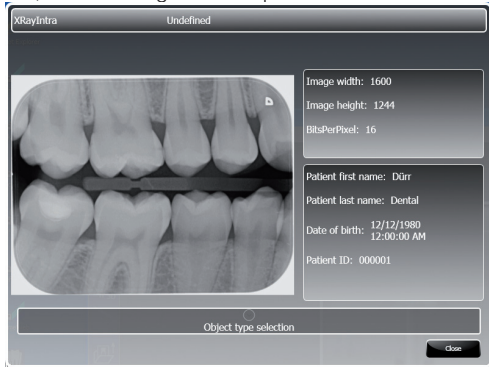 XRayIntra Undefined
Image width: 1600
Image height: 1244
BitsPerPixel: 16
Patient first name: Dürr
Patient last name: Dental
Date of birth: 12/12/1980
12:00:00 AM
Patient ID: 000001
Object type selection
Close